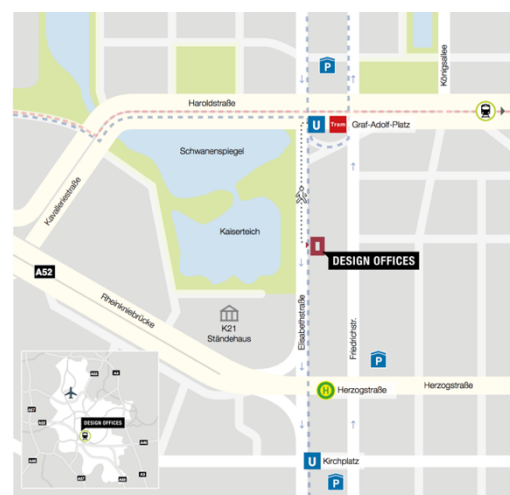 Königsallee
P
Haroldstraße
U
Tram
Graf-Adolf-Platz
Schwanenspiegel
Kavalleriestraße
Kaiserteich
DESIGN OFFICES
A52
Rheinkniebrücke
K21
Ständehaus
Elisabethstraße
Friedrichstr.
P
H
Herzogstraße
Herzogstraße
DESIGN OFFICES
U
Kirchplatz
P